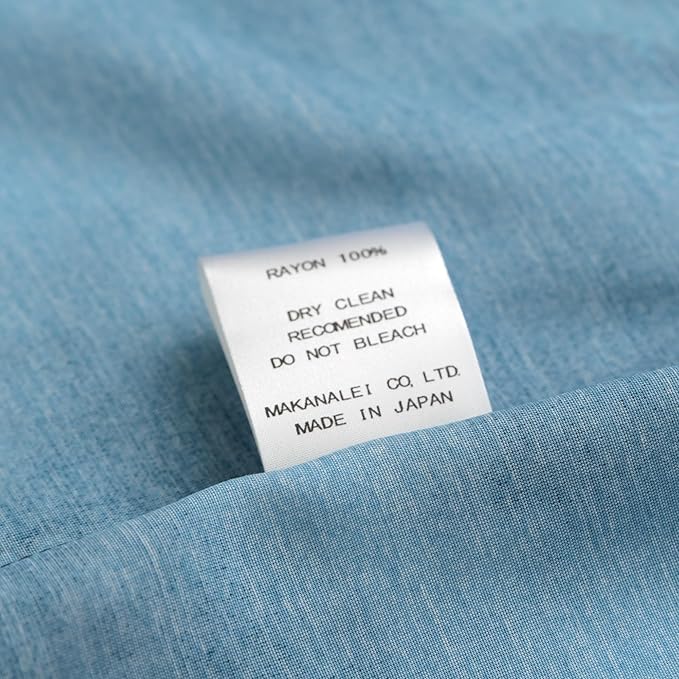 RAYON 100%
DRY CLEAN
RECOMENDED
DO NOT BLEACH
MAKANALEI CO, LTD.
MADE IN JAPAN